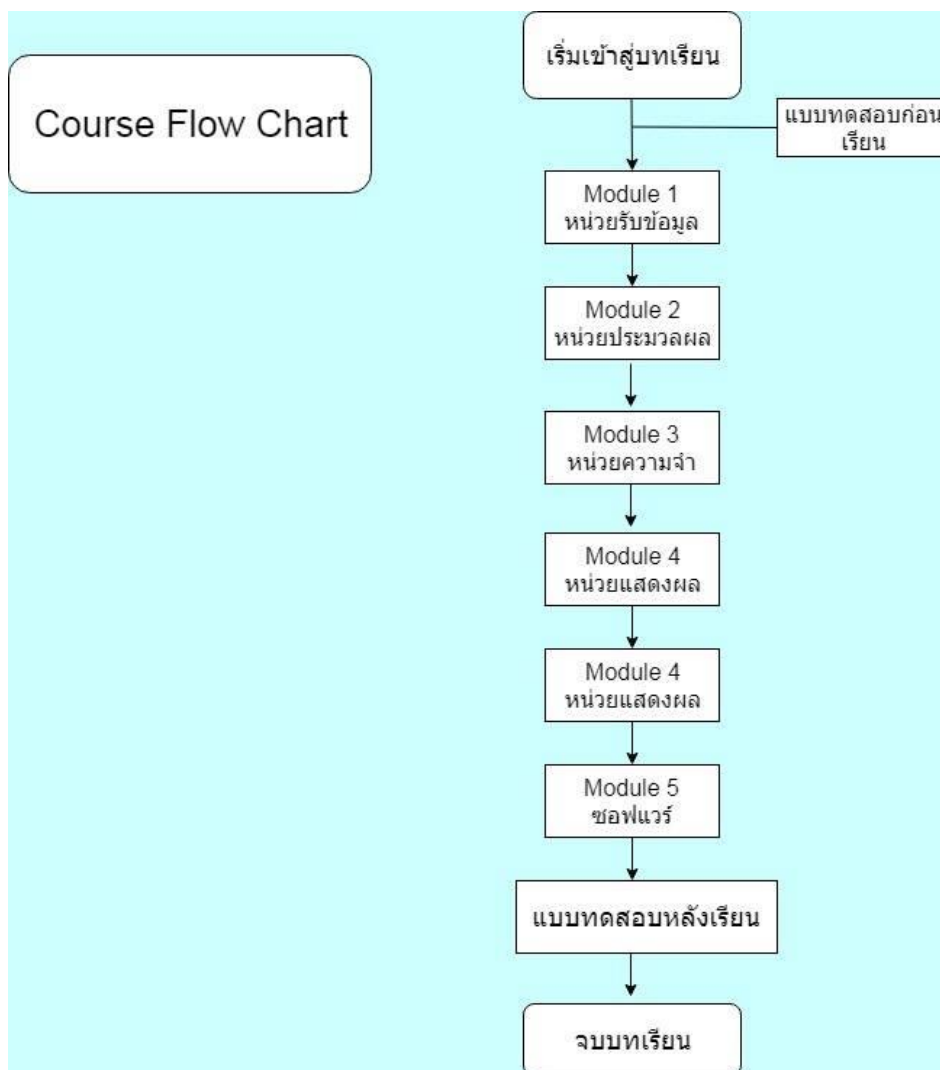 Course Flow Chart
เริ่มเข้าสู่บทเรียน
แบบทดสอบก่อน
เรียน
Module 1
หน่วยรับข้อมูล
Module 2
หน่วยประมวลผล
Module 3
หน่วยความจำ
Module 4
หน่วยแสดงผล
Module 4
หน่วยแสดงผล
Module 5
ซอฟแวร์
แบบทดสอบหลังเรียน
จบบทเรียน